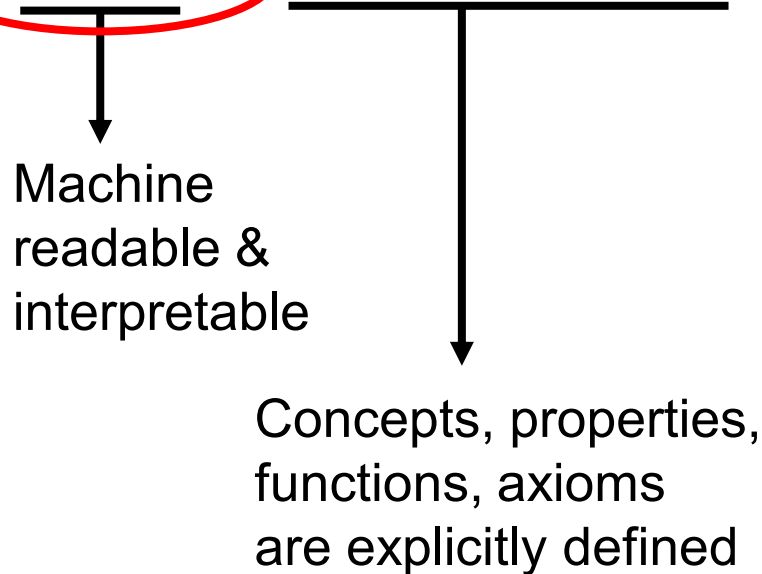 Machine
readable &
interpretable
Concepts, properties,
functions, axioms
are explicitly defined